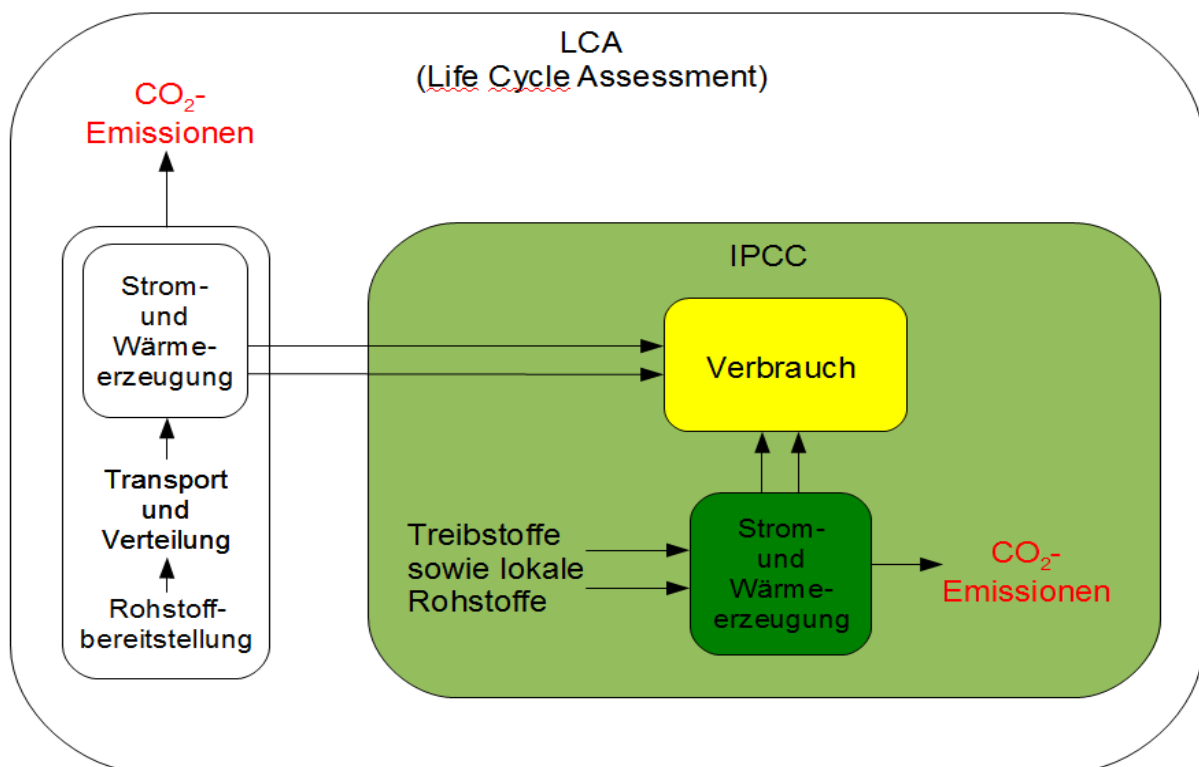 LCA
(Life Cycle Assessment)
CO₂-
Emissionen
Strom-
und
Wärme-
erzeugung
Transport
und
Verteilung
Rohstoff-
bereitstellung
IPCC
Verbrauch
Treibstoffe
sowie lokale
Rohstoffe
Strom-
und
Wärme-
erzeugung
CO₂-
Emissionen